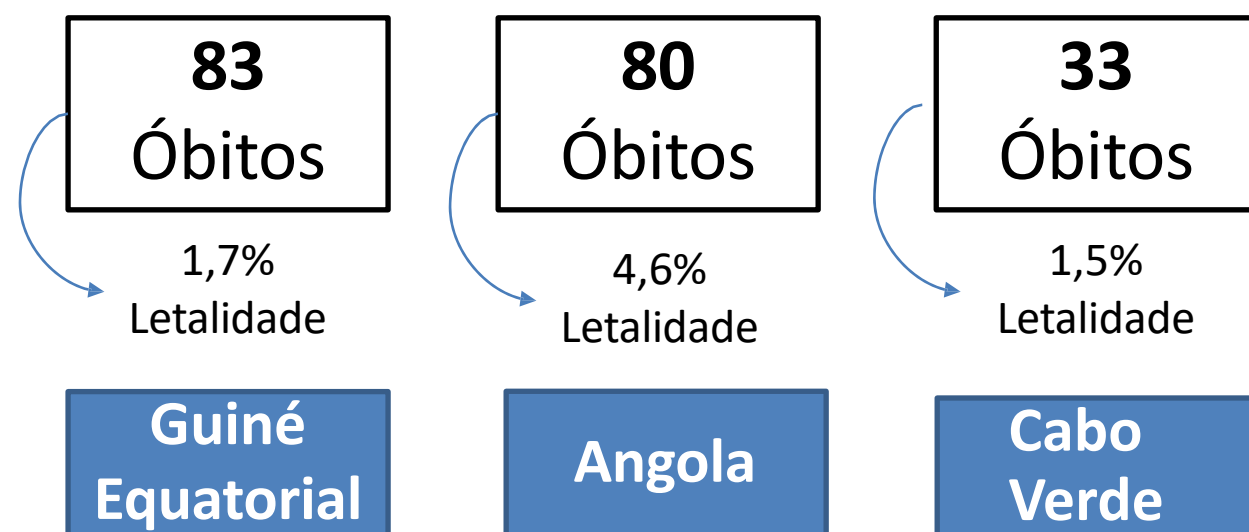 83
Óbitos
1,7%
Letalidade
Guiné
Equatorial
80
Óbitos
4,6%
Letalidade
Angola
33
Óbitos
1,5%
Letalidade
Cabo
Verde